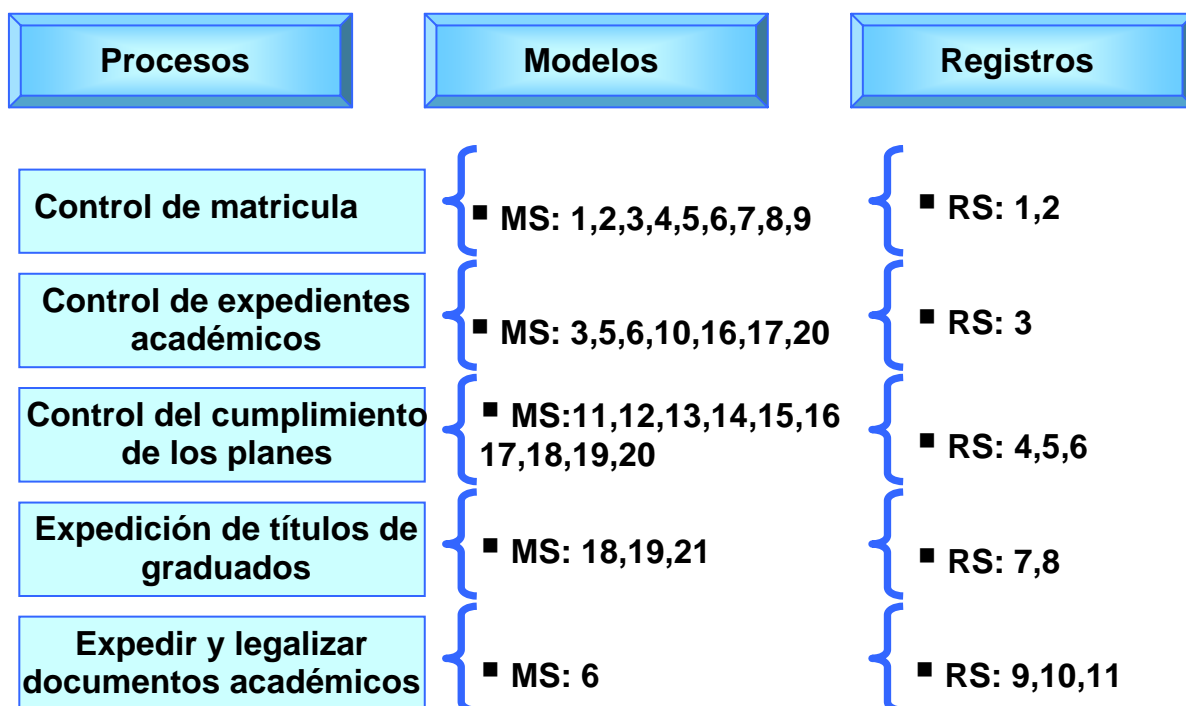 Procesos
Modelos
Registros
Control de matricula
▪ MS: 1,2,3,4,5,6,7,8,9
▪ RS: 1,2
Control de expedientes
académicos
▪ MS: 3,5,6,10,16,17,20
▪ RS: 3
Control del cumplimiento
de los planes
▪ MS:11,12,13,14,15,16
17,18,19,20
▪ RS: 4,5,6
Expedición de títulos de
graduados
▪ MS: 18,19,21
▪ RS: 7,8
Expedir y legalizar
documentos académicos
▪ MS: 6
▪ RS: 9,10,11